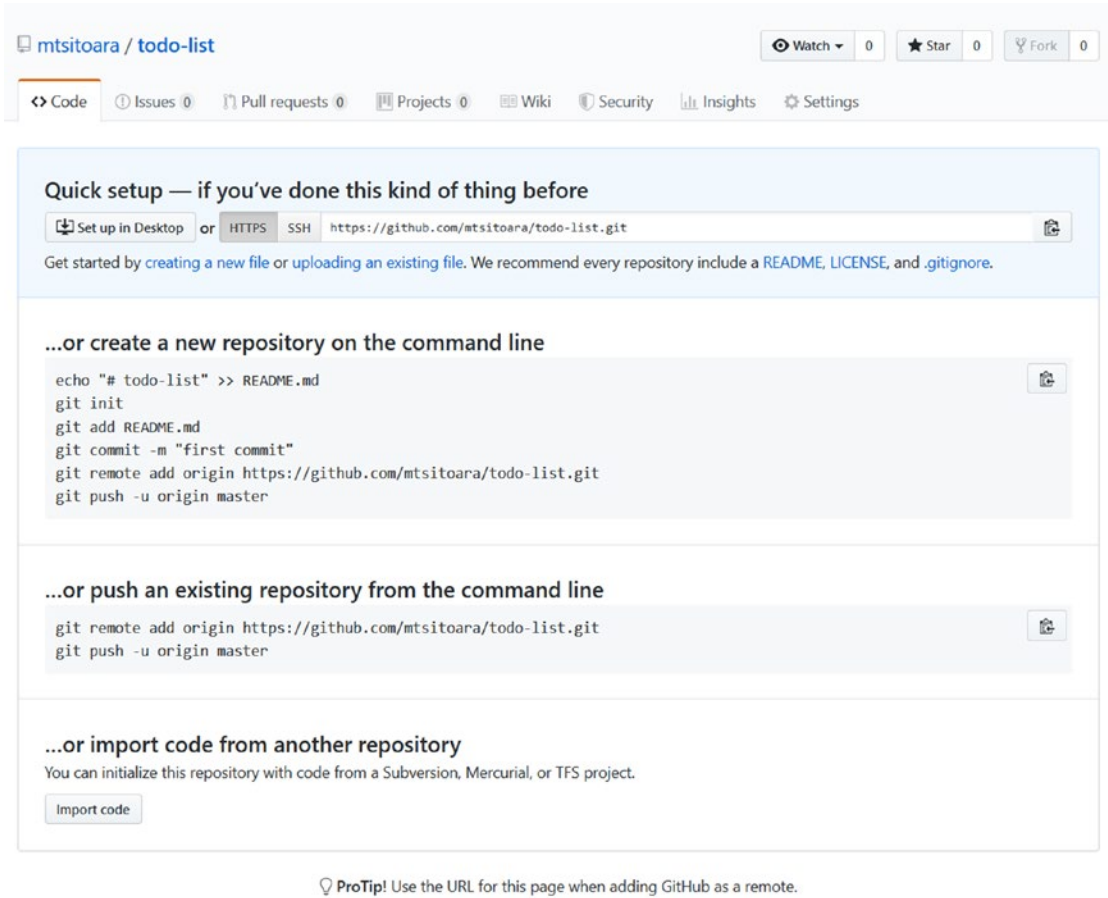 mtsitoara / todo-list
Watch 0 Star 0 Fork 0
Code Issues 0 Pull requests 0 Projects 0 Wiki Security Insights Settings
Quick setup — if you've done this kind of thing before
Set up in Desktop or HTTPS SSH https://github.com/mtsitoara/todo-list.git
Get started by creating a new file or uploading an existing file. We recommend every repository include a README, LICENSE, and .gitignore.
...or create a new repository on the command line
echo "# todo-list" >> README.md
git init
git add README.md
git commit -m "first commit"
git remote add origin https://github.com/mtsitoara/todo-list.git
git push -u origin master
...or push an existing repository from the command line
git remote add origin https://github.com/mtsitoara/todo-list.git
git push -u origin master
...or import code from another repository
You can initialize this repository with code from a Subversion, Mercurial, or TFS project.
Import code
ProTip! Use the URL for this page when adding GitHub as a remote.